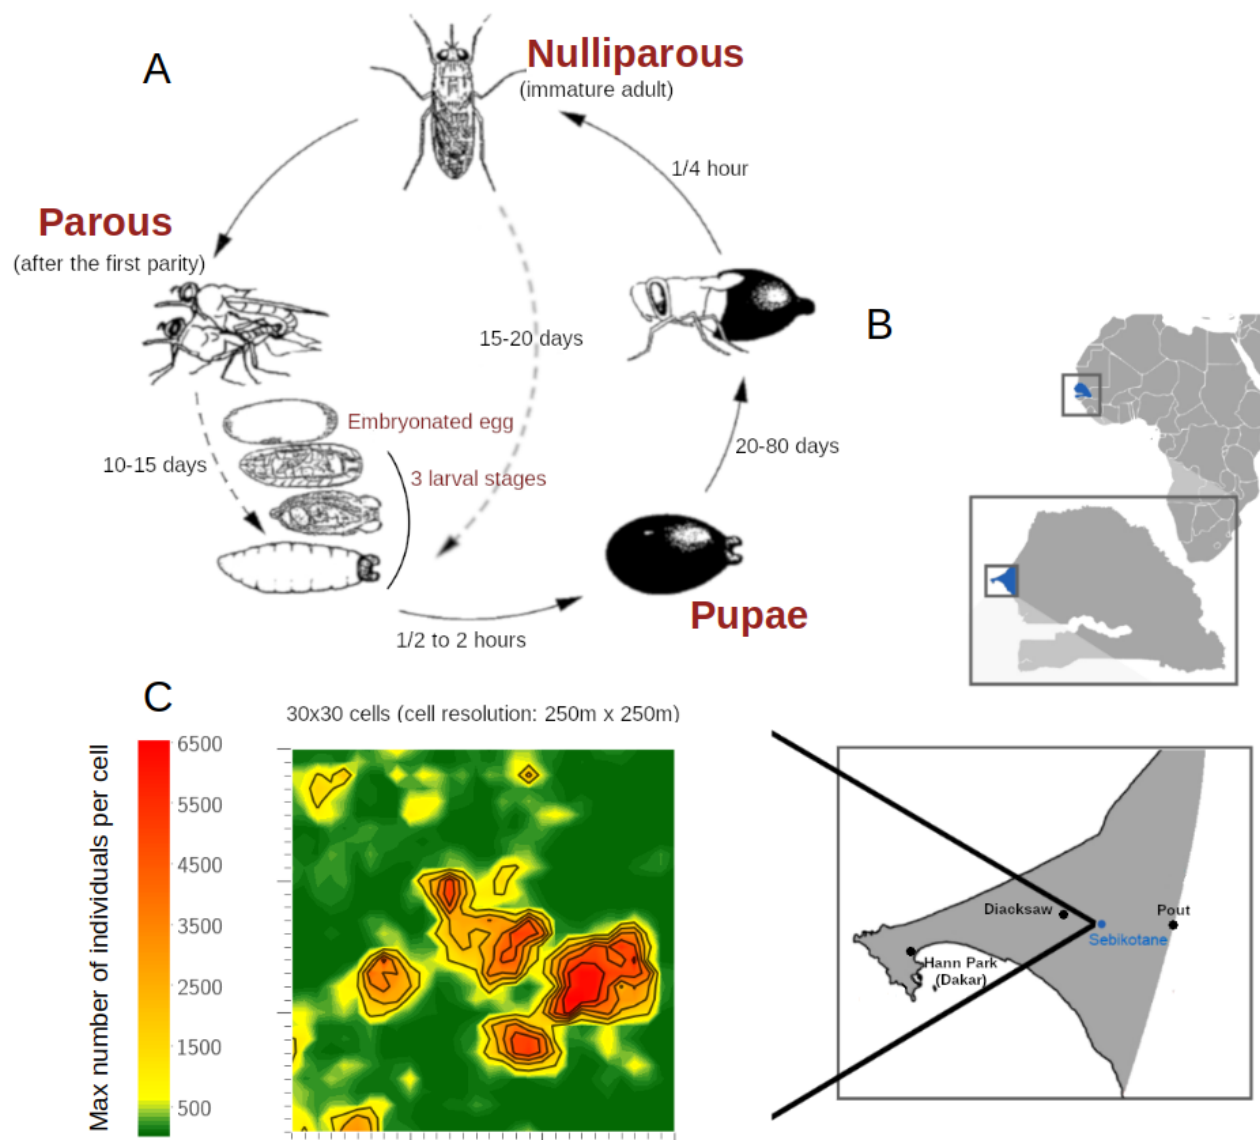 A
Nulliparous
(immature adult)
1/4 hour
Parous
(after the first parity)
15-20 days
Embryonated egg
10-15 days
3 larval stages
20-80 days
Pupae
1/2 to 2 hours
B
Diacksaw
Pout
Sebikotane
Hann Park
(Dakar)
C
30x30 cells (cell resolution: 250m x 250m)
Max number of individuals per cell
6500
5500
4500
3500
2500
1500
500